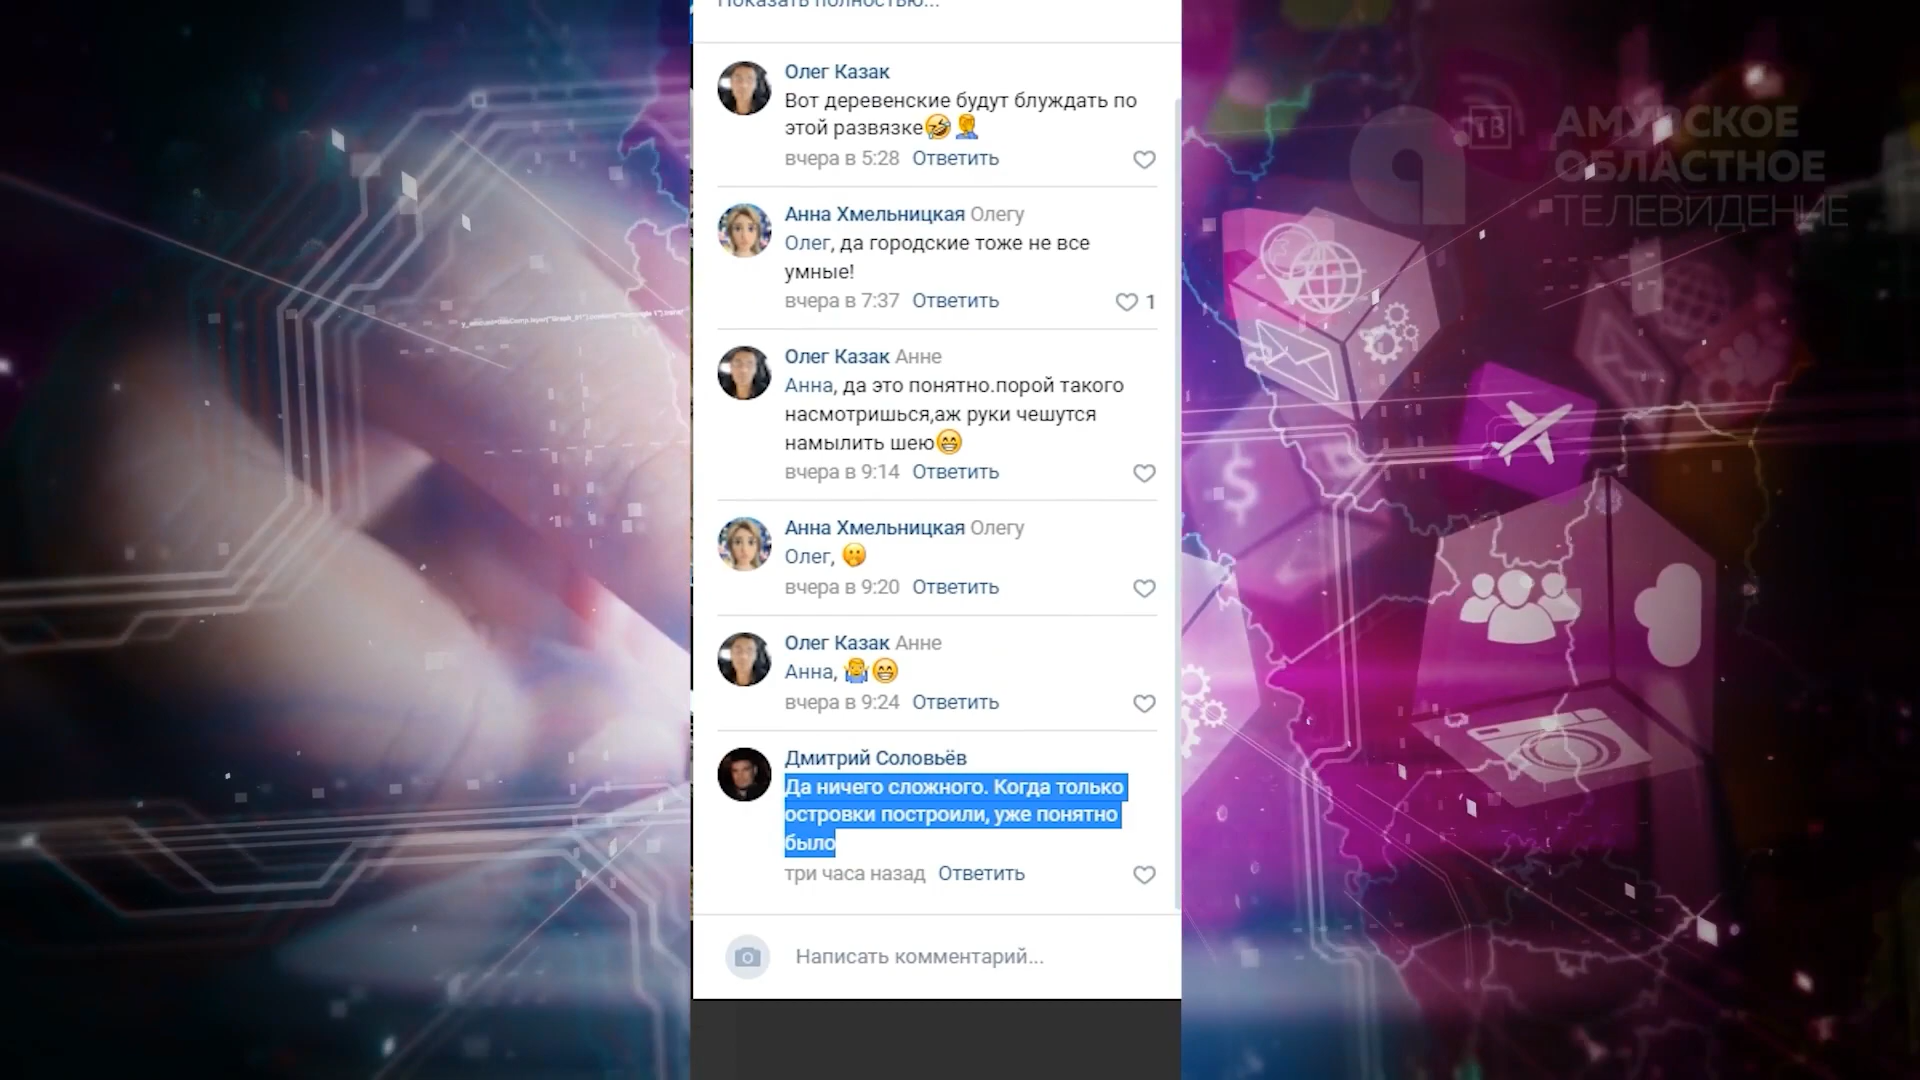 Показать полностью...
Олег Казак
Вот деревенские будут блуждать по
этой развязке🤣🤦‍♂️
вчера в 5:28 Ответить
Анна Хмельницкая Олегу
Олег, да городские тоже не все
умные!
вчера в 7:37 Ответить 1
Олег Казак Анне
Анна, да это понятно.порой такого
насмотришься,аж руки чешутся
намылить шею😁
вчера в 9:14 Ответить
Анна Хмельницкая Олегу
Олег, 🤭
вчера в 9:20 Ответить
Олег Казак Анне
Анна, 🤷‍♂️😁
вчера в 9:24 Ответить
Дмитрий Соловьёв
Да ничего сложного. Когда только
островки построили, уже понятно
было
три часа назад Ответить
Написать комментарий...
ТВ
АМУРСКОЕ
ОБЛАСТНОЕ
ТЕЛЕВИДЕНИЕ